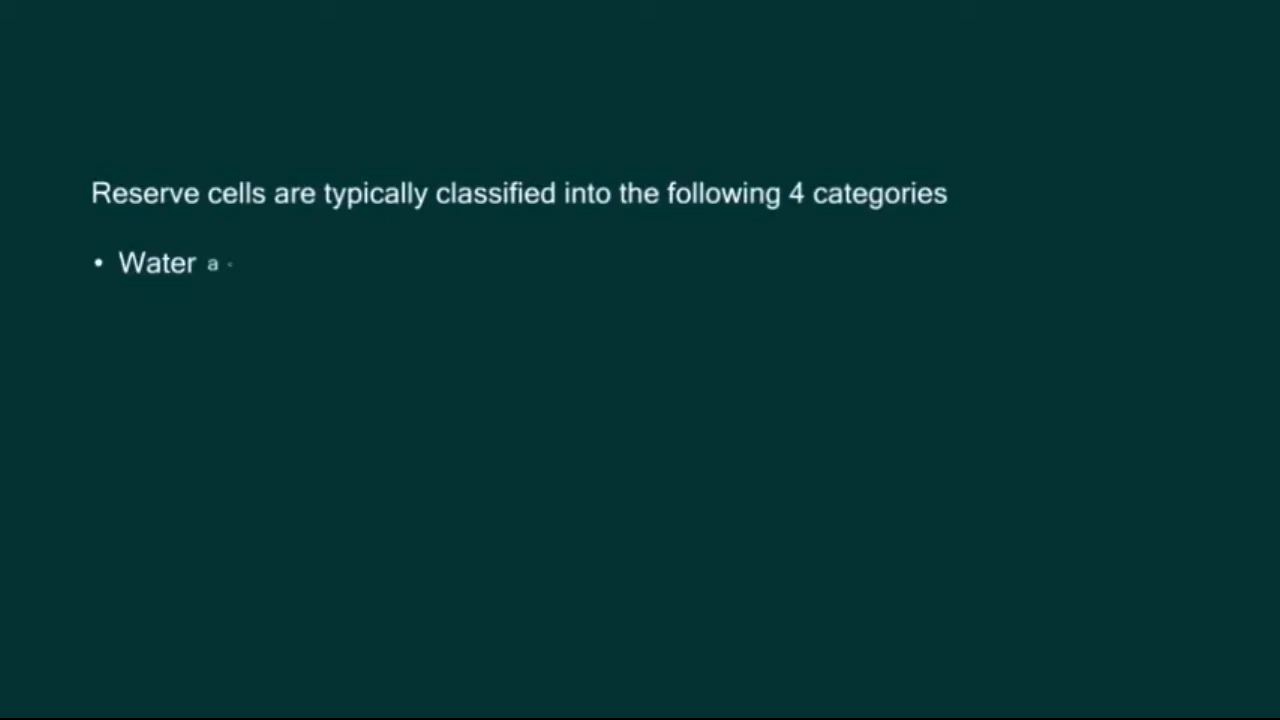 Reserve cells are typically classified into the following 4 categories
• Water a